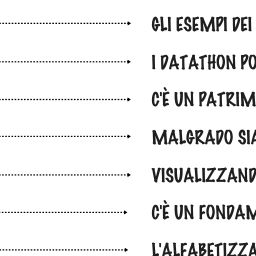 GLI ESEMPI DEI
I DATATHON PO
C'È UN PATRIM
MALGRADO SIA
VISUALIZZAND
C'È UN FONDAM
L'ALFABETIZZA